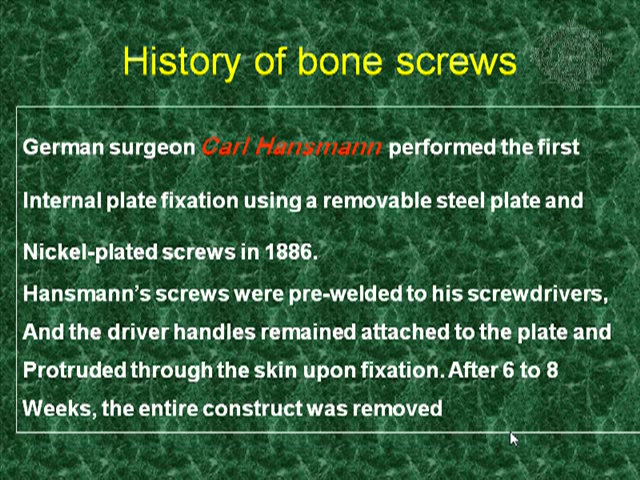 History of bone screws
German surgeon Carl Hansmann performed the first
Internal plate fixation using a removable steel plate and
Nickel-plated screws in 1886.
Hansmann's screws were pre-welded to his screwdrivers,
And the driver handles remained attached to the plate and
Protruded through the skin upon fixation. After 6 to 8
Weeks, the entire construct was removed